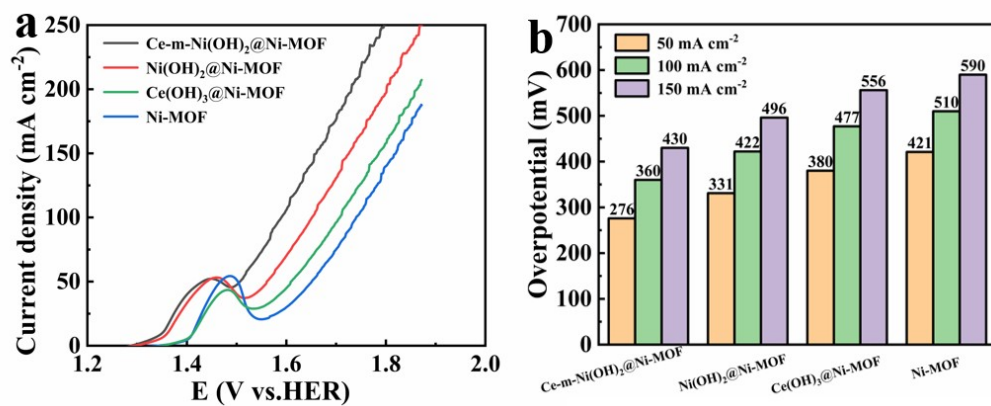 a
250
200
150
100
50
0
Current density (mA cm⁻²)
Ce-m-Ni(OH)₂@Ni-MOF
Ni(OH)₂@Ni-MOF
Ce(OH)₃@Ni-MOF
Ni-MOF
1.2 1.4 1.6 1.8 2.0
E (V vs.HER)
b
700
600
500
400
300
200
100
0
Overpotential (mV)
50 mA cm⁻²
100 mA cm⁻²
150 mA cm⁻²
276 360 430
331 422 496
380 477 556
421 510 590
Ce-m-Ni(OH)₂@Ni-MOF
Ni(OH)₂@Ni-MOF
Ce(OH)₃@Ni-MOF
Ni-MOF